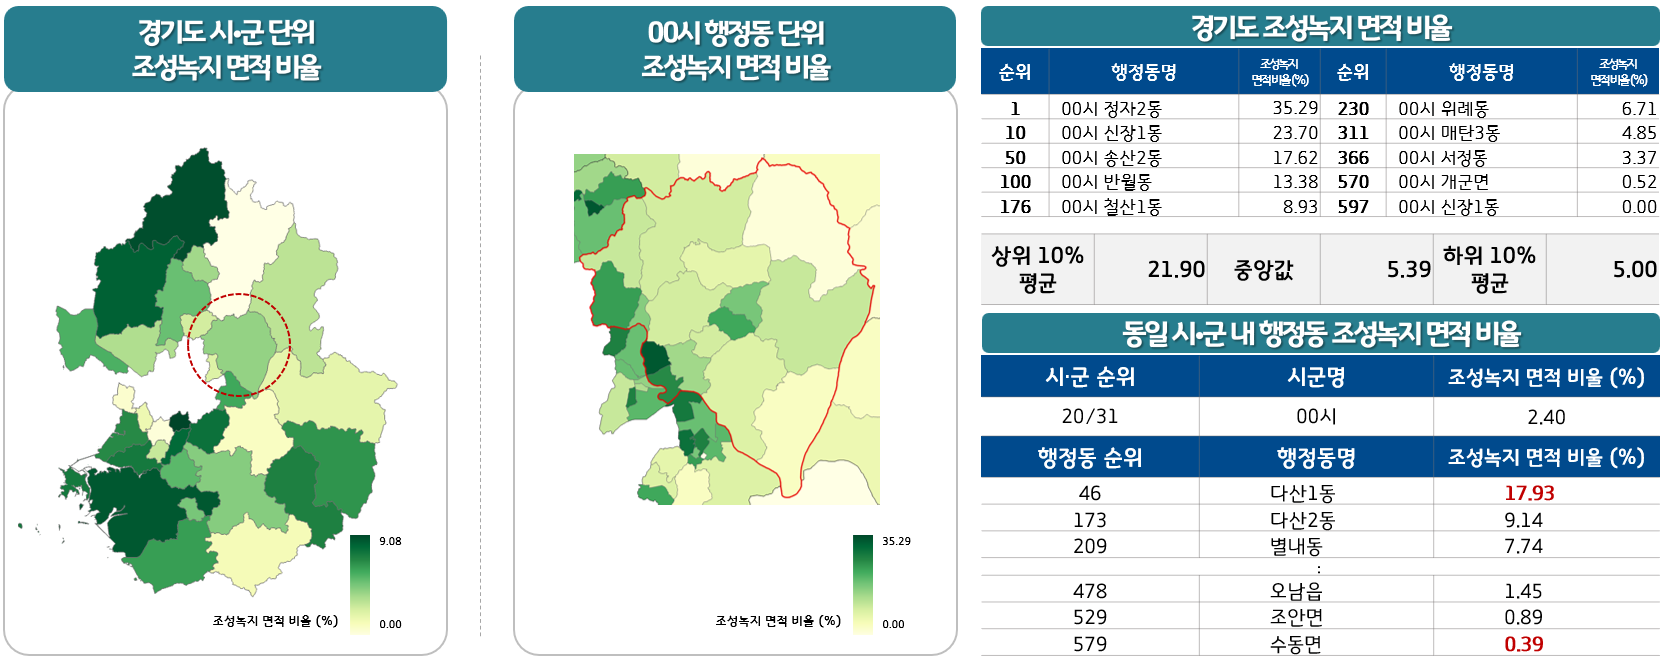 경기도 시·군 단위
조성녹지 면적 비율
9.08
조성녹지 면적 비율 (%)
0.00
00시 행정동 단위
조성녹지 면적 비율
35.29
조성녹지 면적 비율 (%)
0.00
경기도 조성녹지 면적 비율
순위 행정동명 조성녹지 면적비율(%) 순위 행정동명 조성녹지 면적비율(%)
1 00시 정자2동 35.29 230 00시 위례동 6.71
10 00시 신장1동 23.70 311 00시 매탄3동 4.85
50 00시 송산2동 17.62 366 00시 서정동 3.37
100 00시 반월동 13.38 570 00시 개군면 0.52
176 00시 철산1동 8.93 597 00시 신장1동 0.00
상위 10% 평균 21.90 중앙값 5.39 하위 10% 평균 5.00
동일 시·군 내 행정동 조성녹지 면적 비율
시·군 순위 시군명 조성녹지 면적 비율 (%)
20/31 00시 2.40
행정동 순위 행정동명 조성녹지 면적 비율 (%)
46 다산1동 17.93
173 다산2동 9.14
209 별내동 7.74
:
478 오남읍 1.45
529 조안면 0.89
579 수동면 0.39